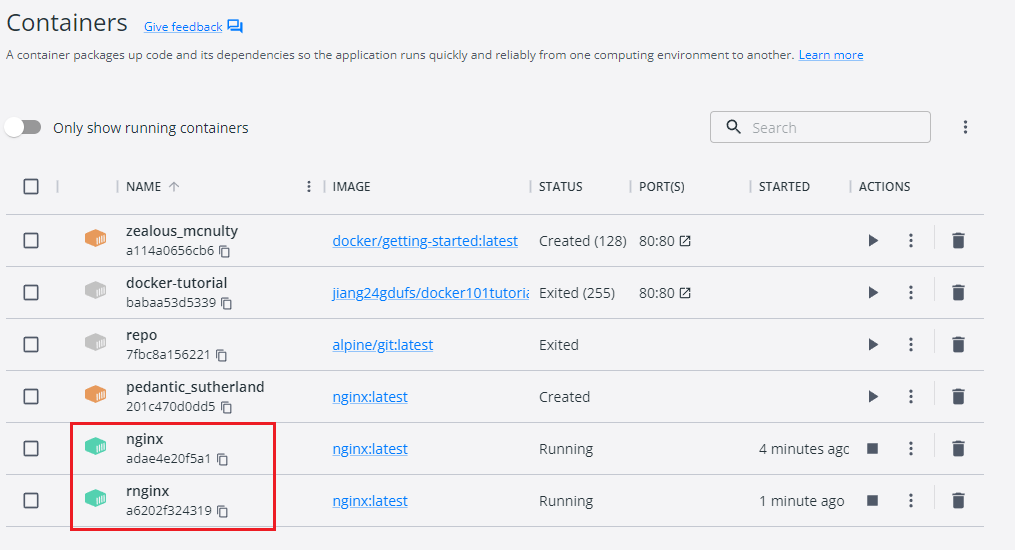 Containers Give feedback
A container packages up code and its dependencies so the application runs quickly and reliably from one computing environment to another. Learn more
Only show running containers Search
NAME IMAGE STATUS PORT(S) STARTED ACTIONS
zealous_mcnulty docker/getting-started:latest Created (128) 80:80
a114a0656cb6
docker-tutorial jiang24gdufs/docker101tutoria Exited (255) 80:80
babaa53d5339
repo alpine/git:latest Exited
7fbc8a156221
pedantic_sutherland nginx:latest Created
201c470d0dd5
nginx nginx:latest Running 4 minutes agc
adae4e20f5a1
rnginx nginx:latest Running 1 minute ago
a6202f324319